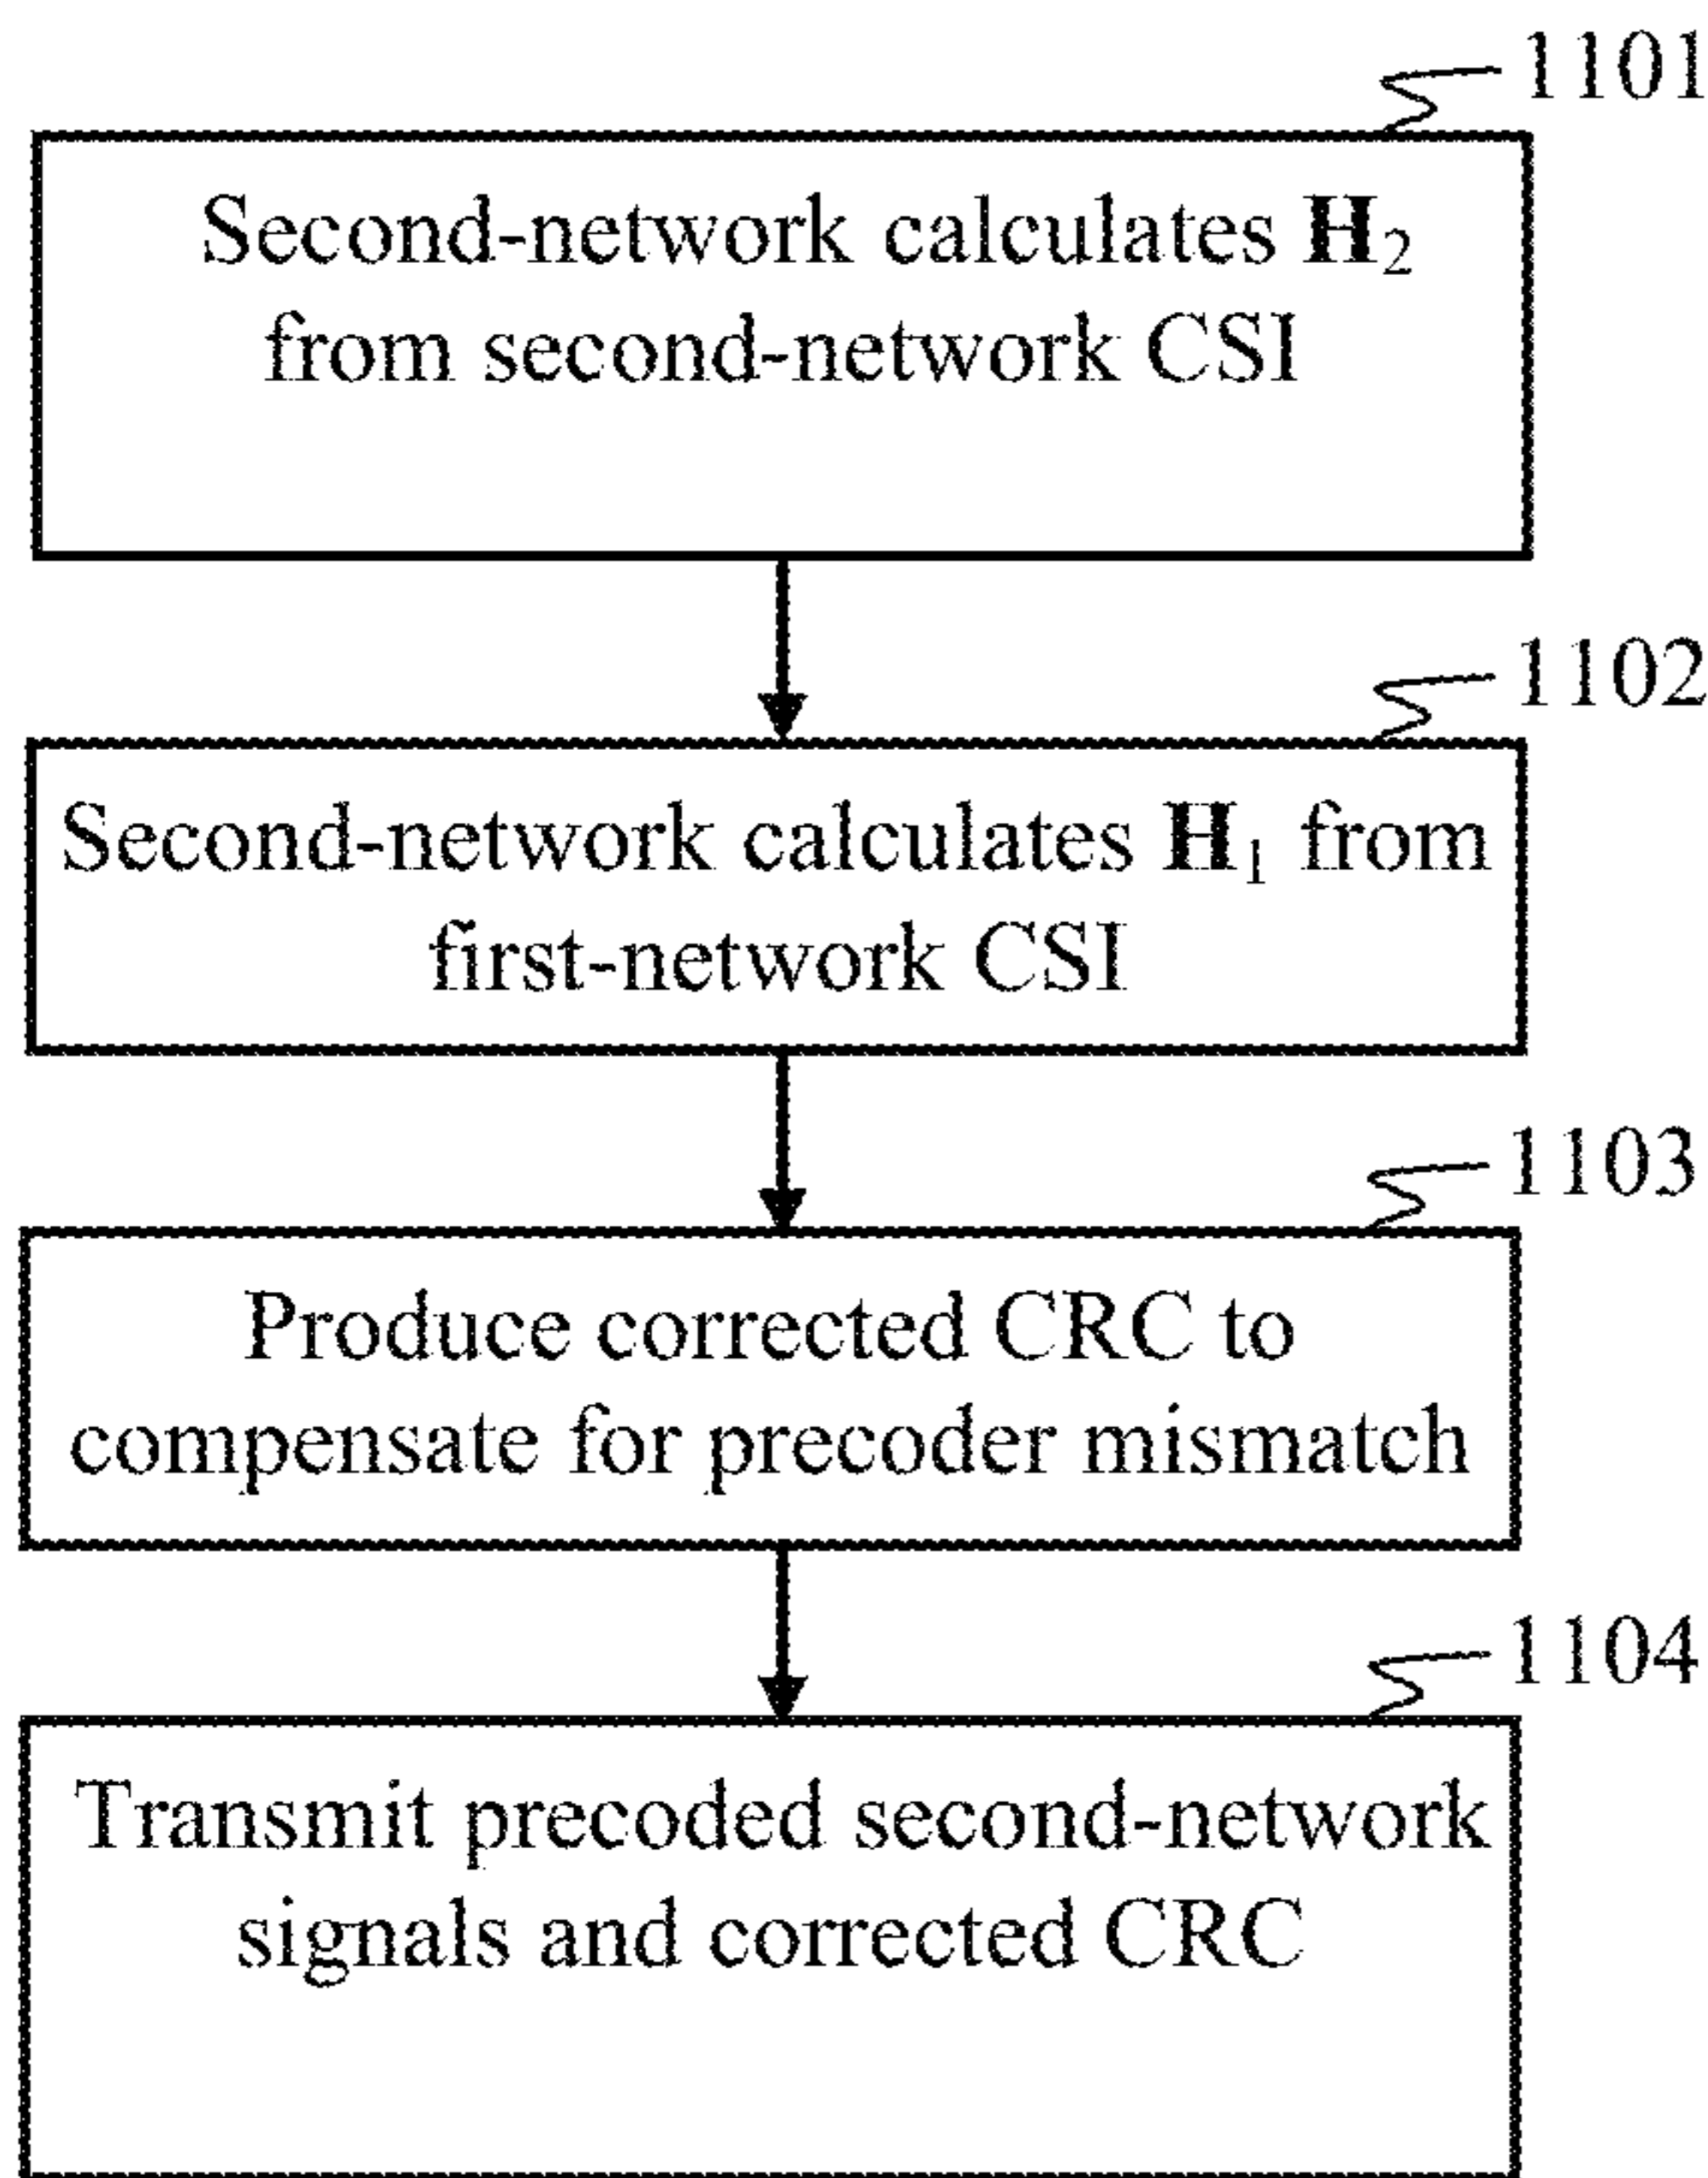 1101
Second-network calculates H₂
from second-network CSI
1102
Second-network calculates H₁ from
first-network CSI
1103
Produce corrected CRC to
compensate for precoder mismatch
1104
Transmit precoded second-network
signals and corrected CRC